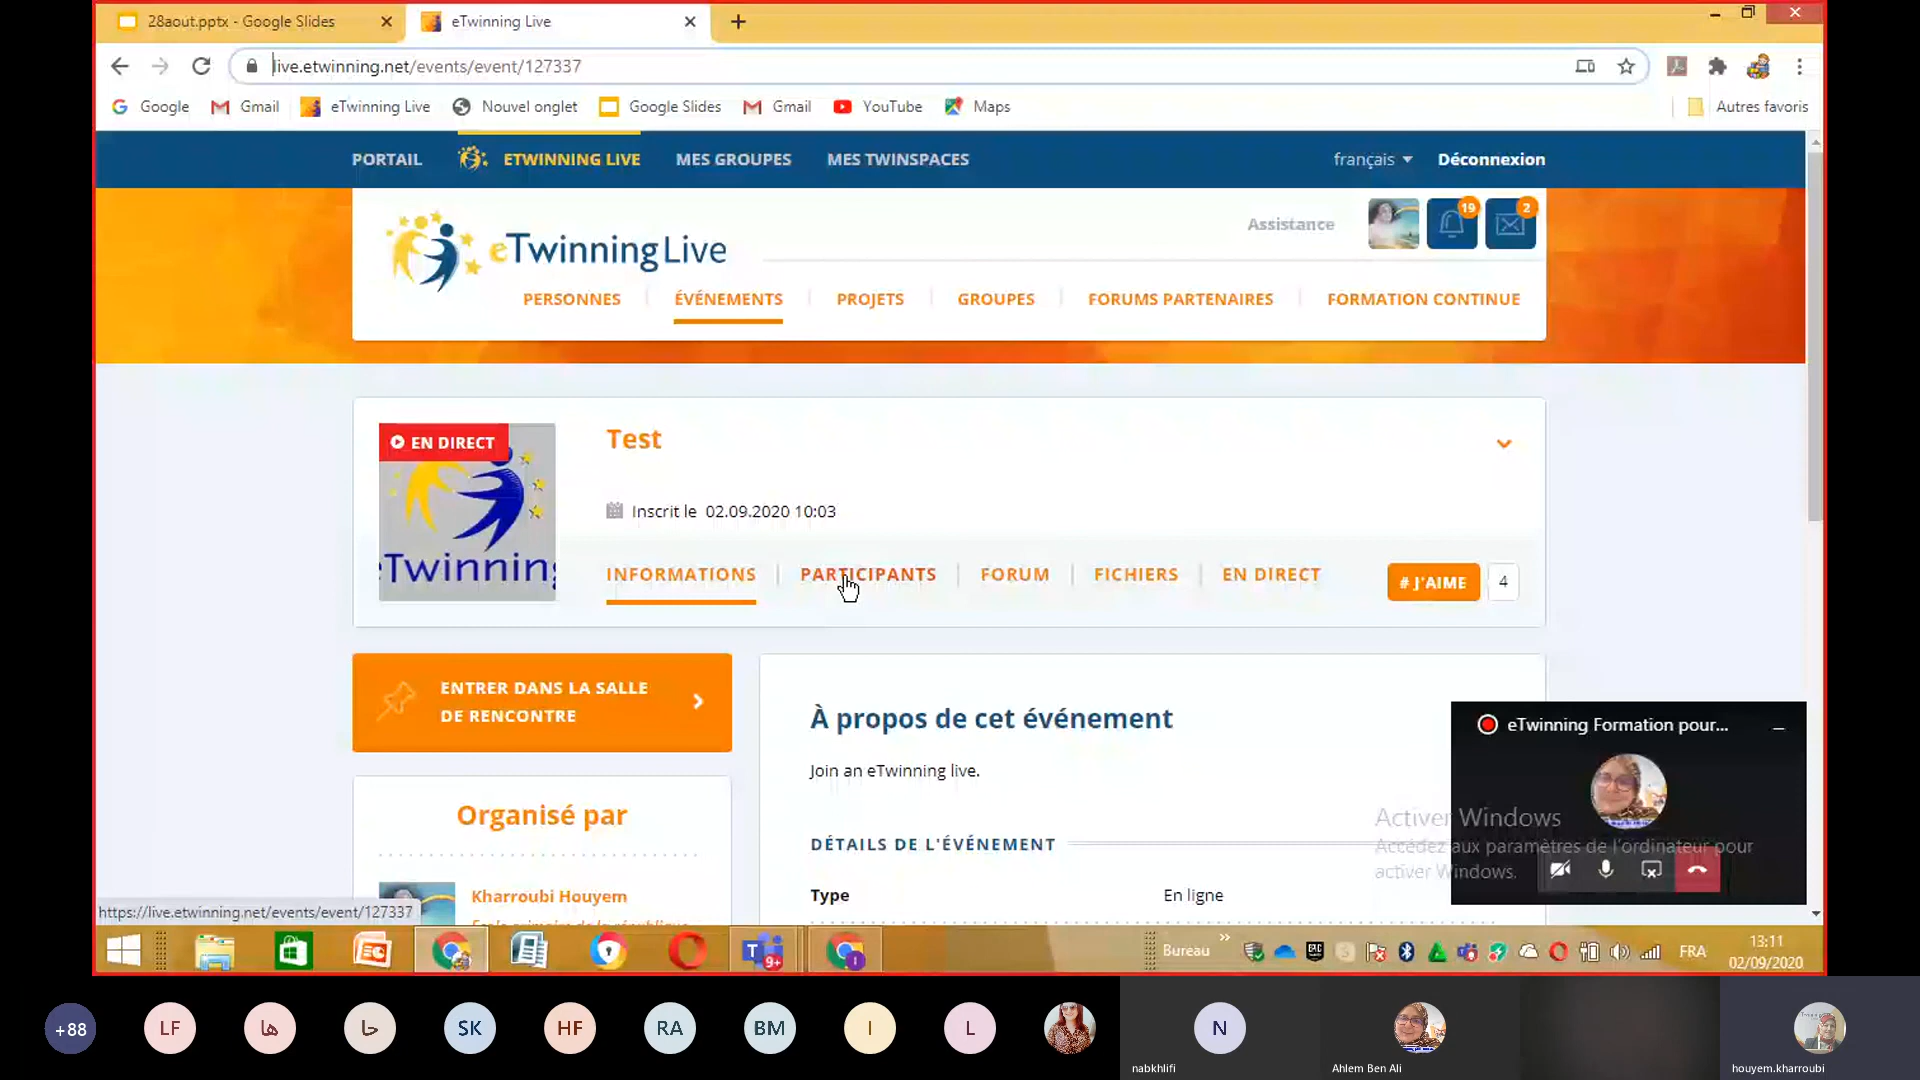 28aout.pptx - Google Slides
eTwinning Live
live.etwinning.net/events/event/127337
Google
Gmail
eTwinning Live
Nouvel onglet
Google Slides
Gmail
YouTube
Maps
Autres favoris
PORTAIL
ETWINNING LIVE
MES GROUPES
MES TWINSPACES
français
Déconnexion
eTwinningLive
Assistance
19
2
PERSONNES
ÉVÉNEMENTS
PROJETS
GROUPES
FORUMS PARTENAIRES
FORMATION CONTINUE
EN DIRECT
Twinnin
Test
Inscrit le 02.09.2020 10:03
INFORMATIONS
PARTICIPANTS
FORUM
FICHIERS
EN DIRECT
# J'AIME
4
ENTRER DANS LA SALLE
DE RENCONTRE
À propos de cet événement
Join an eTwinning live.
DÉTAILS DE L'ÉVÉNEMENT
Type
En ligne
Organisé par
Kharroubi Houyem
https://live.etwinning.net/events/event/127337
eTwinning Formation pour...
Activer Windows
Accédez aux paramètres de l'ordinateur pour
activer Windows.
9+
Bureau
FRA
13:11
02/09/2020
+88
LF
ها
حا
SK
HF
RA
BM
I
L
N
nabkhlifi
Ahlem Ben Ali
houyem.kharroubi